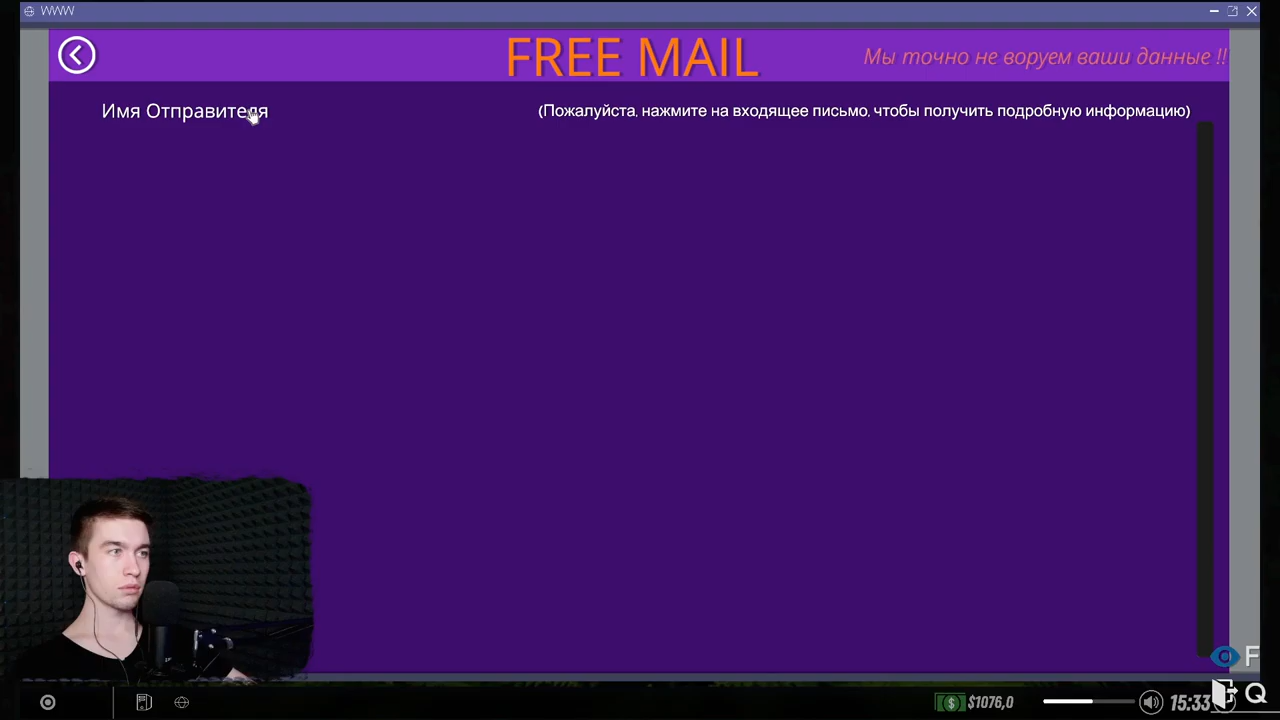 WWW
FREE MAIL
Мы точно не воруем ваши данные !!
Имя Отправителя
(Пожалуйста, нажмите на входящее письмо, чтобы получить подробную информацию)
F
$1076,0
15:33
Q